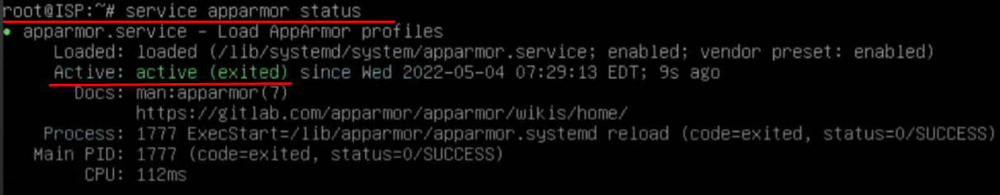 root@ISP:~# service apparmor status
● apparmor.service - Load AppArmor profiles
Loaded: loaded (/lib/systemd/system/apparmor.service; enabled; vendor preset: enabled)
Active: active (exited) since Wed 2022-05-04 07:29:13 EDT; 9s ago
Docs: man:apparmor(7)
https://gitlab.com/apparmor/apparmor/wikis/home/
Process: 1777 ExecStart=/lib/apparmor/apparmor.systemd reload (code=exited, status=0/SUCCESS)
Main PID: 1777 (code=exited, status=0/SUCCESS)
CPU: 112ms